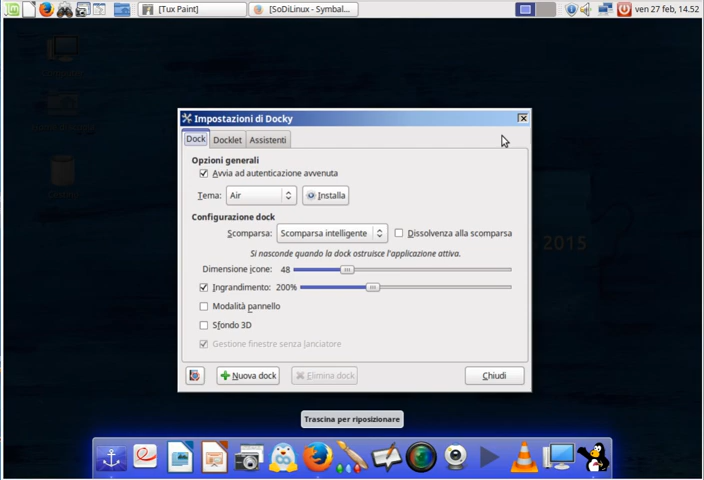 [Tux Paint]
[SoDiLinux - Symbal...
ven 27 feb, 14.52
Impostazioni di Docky
Dock Docklet Assistenti
Opzioni generali
Avvia ad autenticazione avvenuta
Tema: Air Installa
Configurazione dock
Scomparsa: Scomparsa intelligente Dissolvenza alla scomparsa
Si nasconde quando la dock ostruisce l'applicazione attiva.
Dimensione icone: 48
Ingrandimento: 200%
Modalità pannello
Sfondo 3D
Gestione finestre senza lanciatore
Nuova dock Elimina dock Chiudi
2015
Trascina per riposizionare